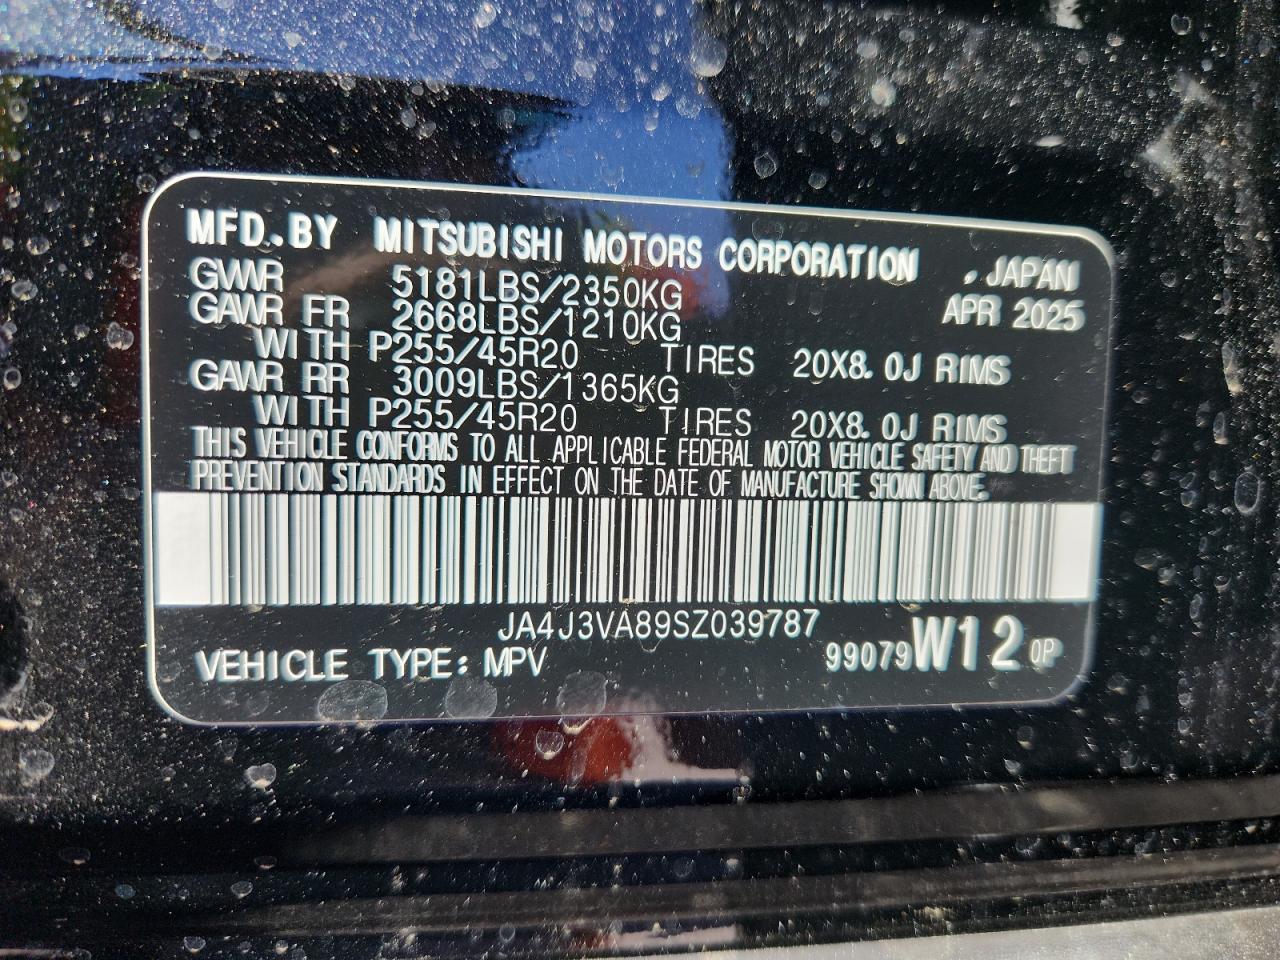 MFD. BY MITSUBISHI MOTORS CORPORATION , JAPAN
GVWR 5181LBS/2350KG APR 2025
GAWR FR 2668LBS/1210KG
WITH P255/45R20 TIRES 20X8.0J RIMS
GAWR RR 3009LBS/1365KG
WITH P255/45R20 TIRES 20X8.0J RIMS
THIS VEHICLE CONFORMS TO ALL APPLICABLE FEDERAL MOTOR VEHICLE SAFETY AND THEFT
PREVENTION STANDARDS IN EFFECT ON THE DATE OF MANUFACTURE SHOWN ABOVE.
JA4J3VA89SZ039787
VEHICLE TYPE: MPV 99079W12 0P